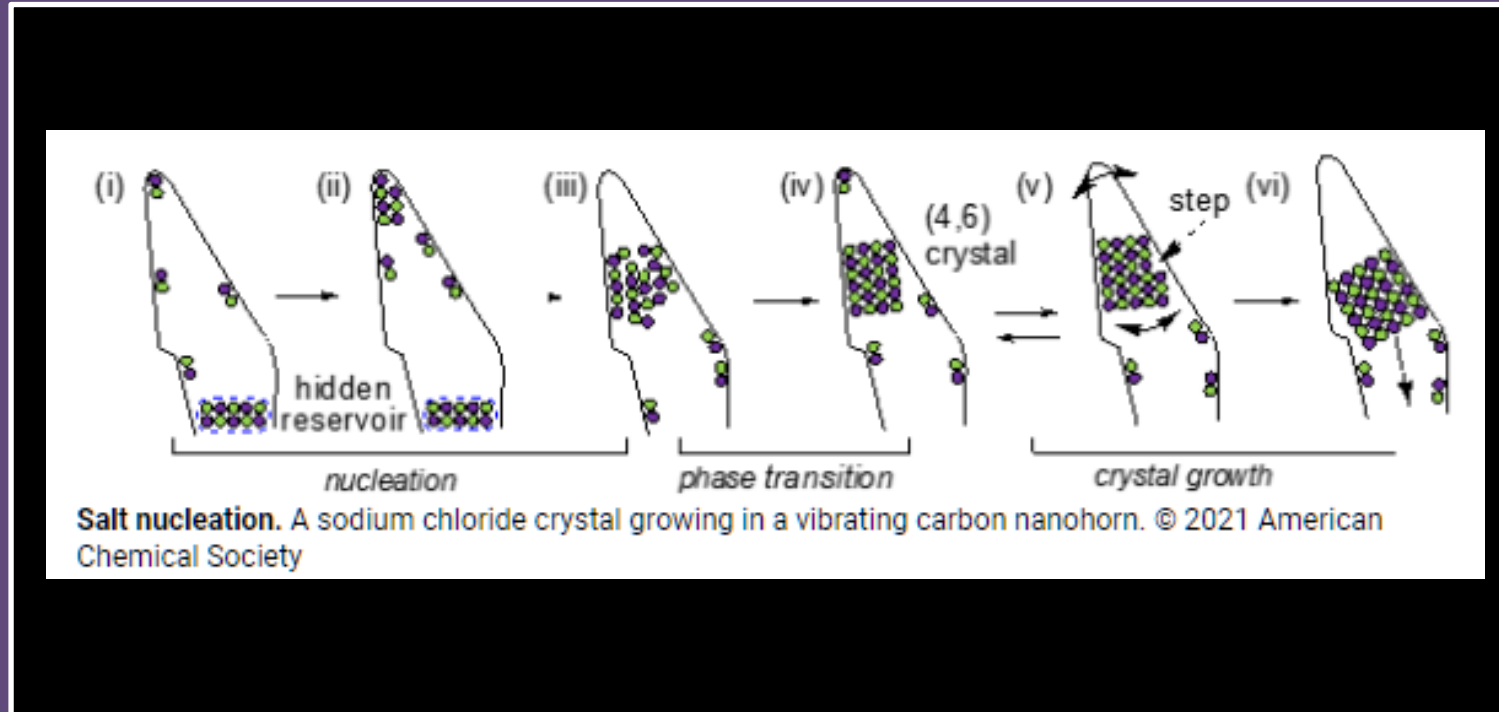 (i) (ii) (iii) (iv) (v) (vi)
step
(4,6)
crystal
hidden
reservoir
nucleation phase transition crystal growth
Salt nucleation. A sodium chloride crystal growing in a vibrating carbon nanohorn. © 2021 American
Chemical Society